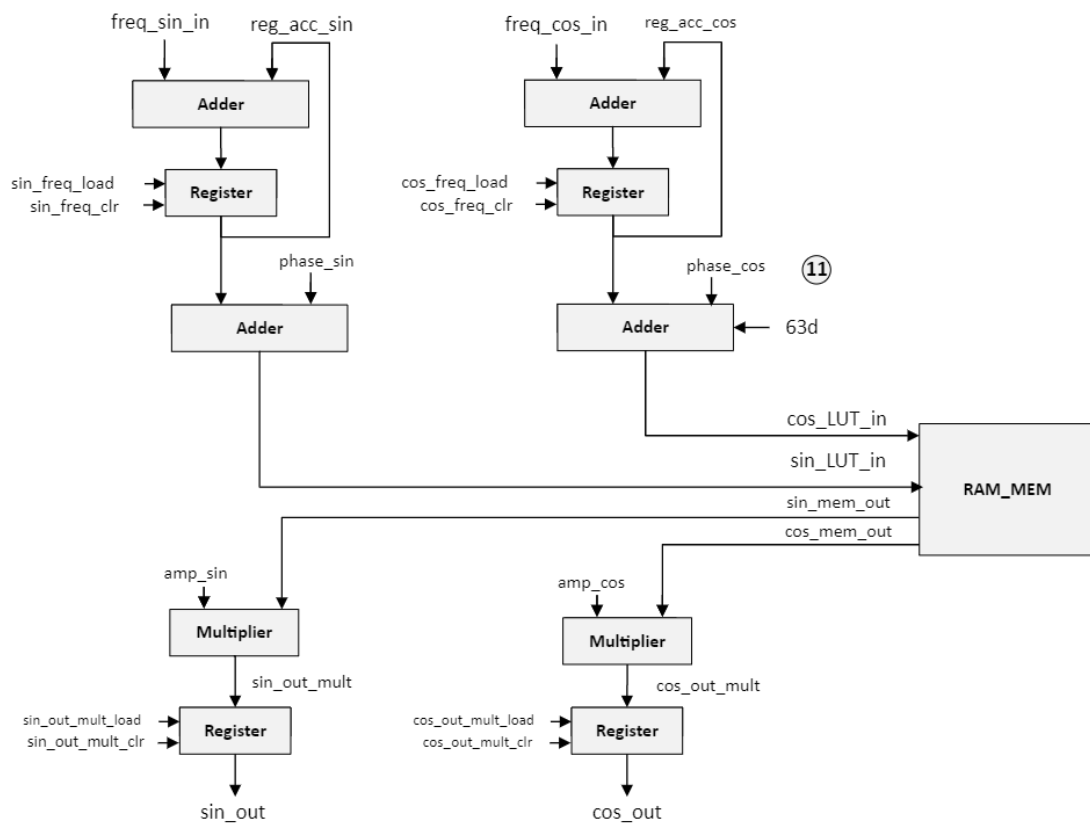 freq_sin_in
reg_acc_sin
freq_cos_in
reg_acc_cos
Adder
Adder
sin_freq_load
sin_freq_clr
Register
cos_freq_load
cos_freq_clr
Register
phase_sin
phase_cos
11
Adder
Adder
63d
cos_LUT_in
sin_LUT_in
RAM_MEM
sin_mem_out
cos_mem_out
amp_sin
amp_cos
Multiplier
Multiplier
sin_out_mult
cos_out_mult
sin_out_mult_load
sin_out_mult_clr
Register
cos_out_mult_load
cos_out_mult_clr
Register
sin_out
cos_out